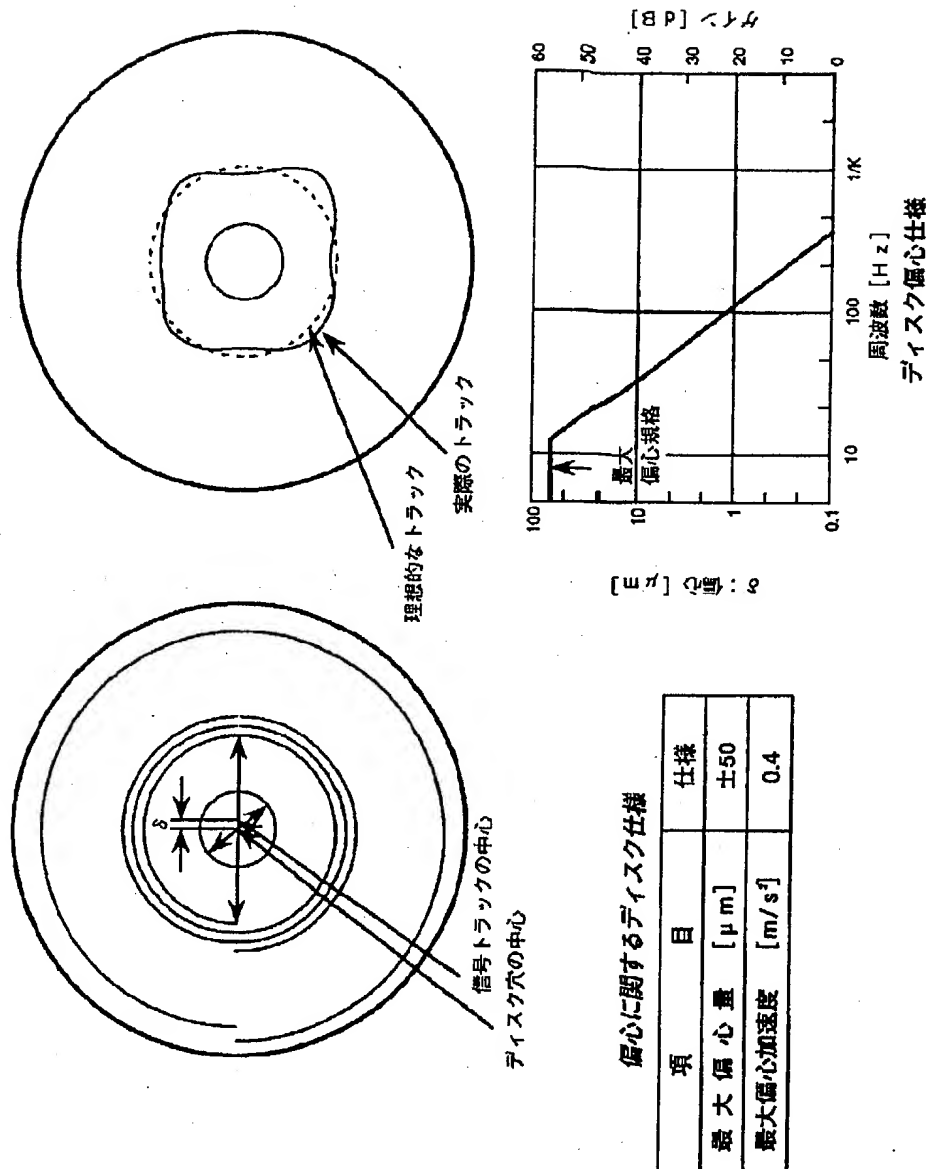 δ
信号トラックの中心
ディスク穴の中心
理想的なトラック
実際のトラック
偏心に関するディスク仕様
項 目 仕様
最大偏心量 [μm] ±50
最大偏心加速度 [m/s²] 0.4
δ:偏心 [μm]
100
10
1
0.1
最大
偏心規格
10
100
1/K
周波数 [Hz]
ゲイン [dB]
60
50
40
30
20
10
0
ディスク偏心仕様